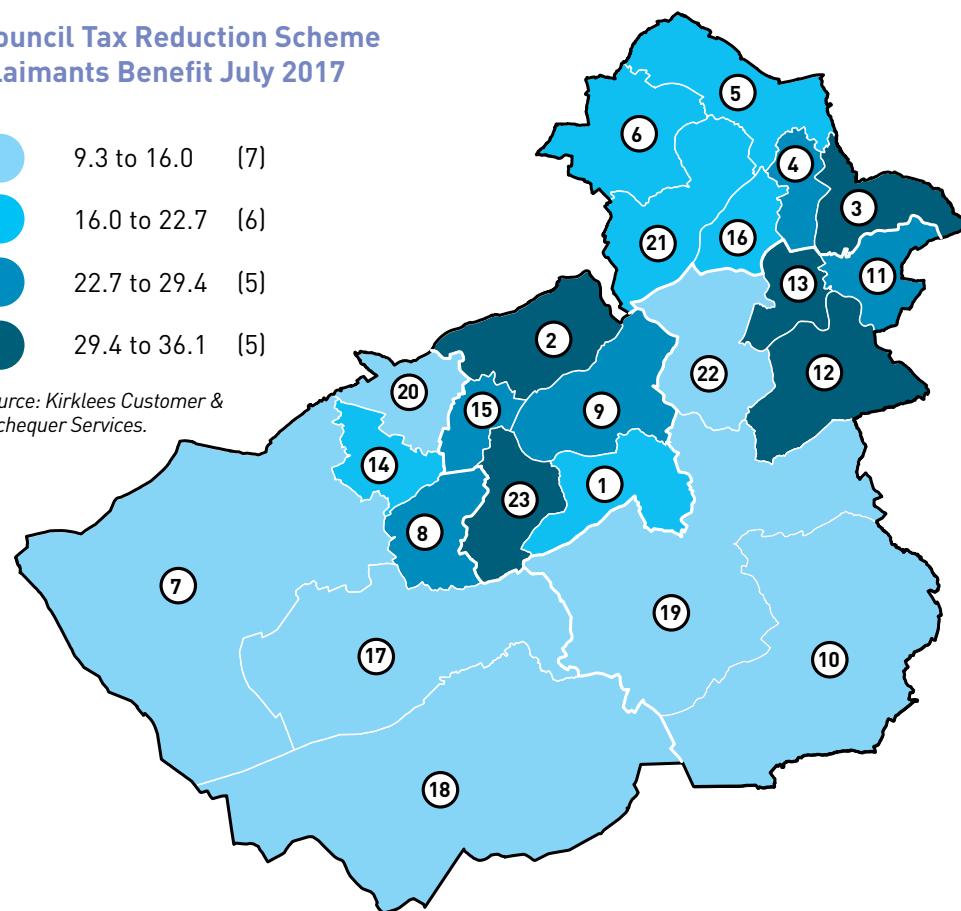 ouncil Tax Reduction Scheme
laimants Benefit July 2017
9.3 to 16.0 (7)
16.0 to 22.7 (6)
22.7 to 29.4 (5)
29.4 to 36.1 (5)
urce: Kirklees Customer &
chequer Services.
5
6
4
3
21
16
11
13
2
12
22
20
15
9
14
1
23
8
7
19
17
10
18